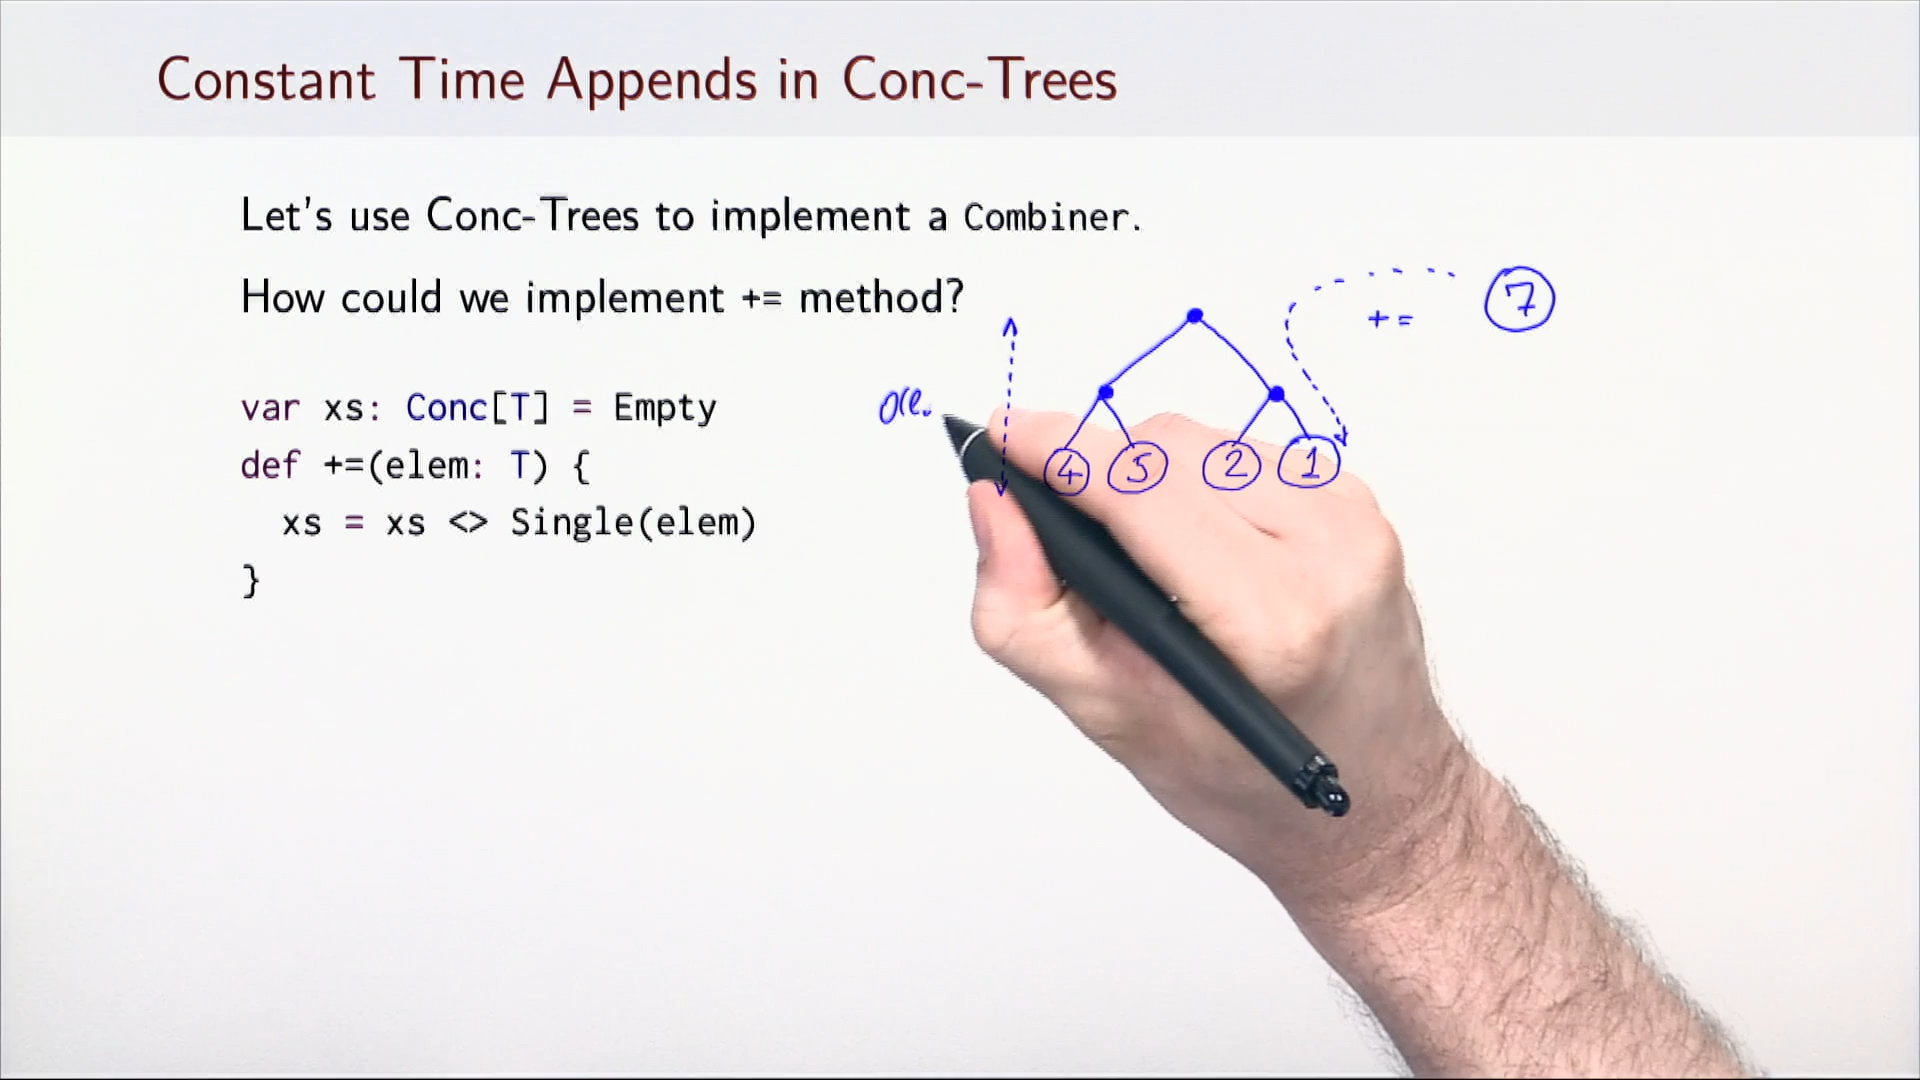 Constant Time Appends in Conc-Trees
Let's use Conc-Trees to implement a Combiner.
How could we implement += method?
var xs: Conc[T] = Empty
def +=(elem: T) {
  xs = xs <> Single(elem)
}
+=
7
4 5 2 1